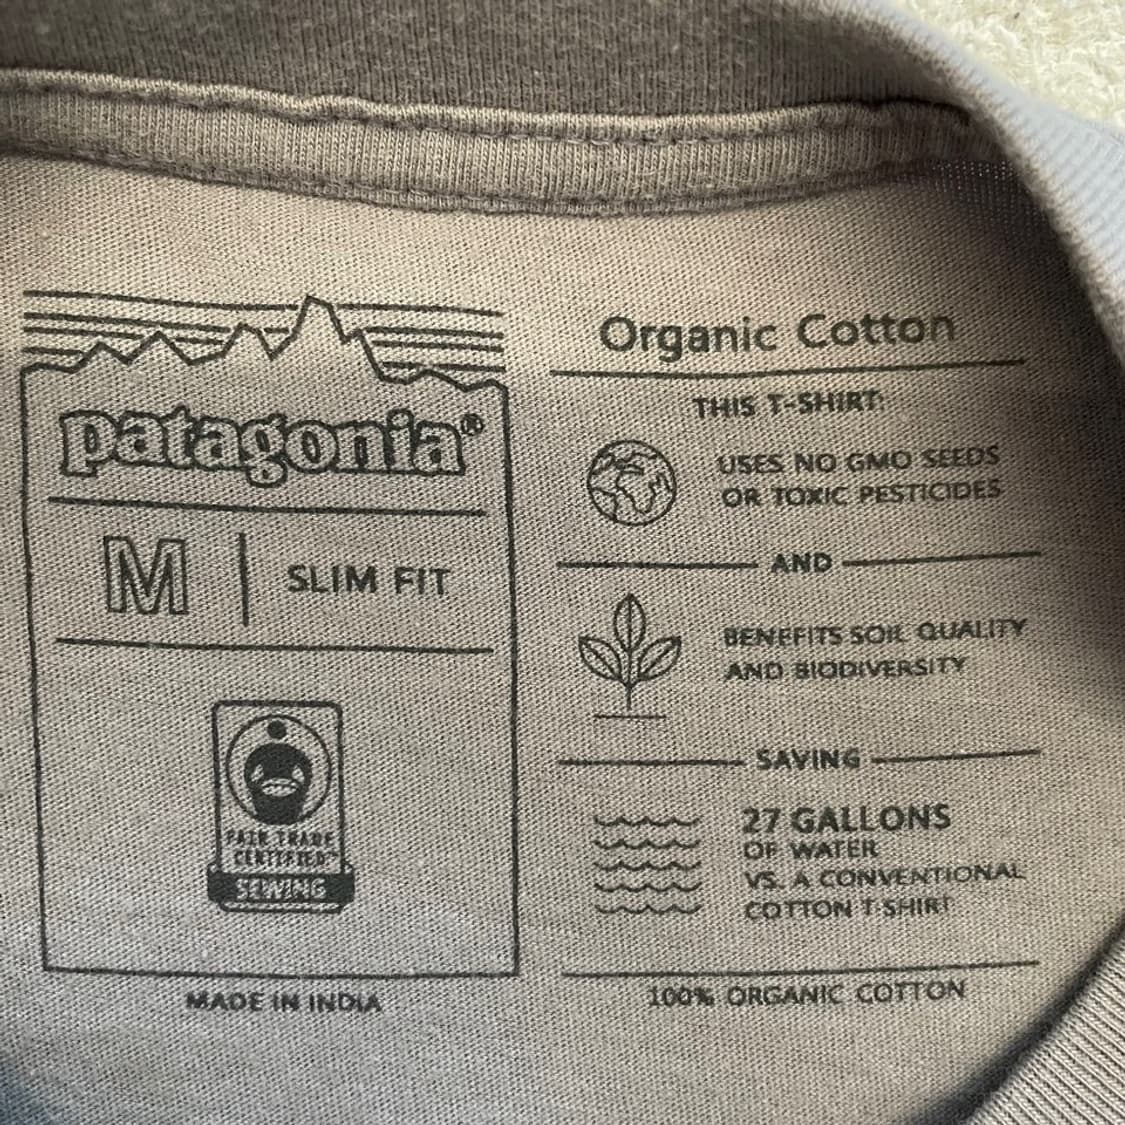 patagonia®
M | SLIM FIT
FAIR TRADE
CERTIFIED™
SEWING
MADE IN INDIA
Organic Cotton
THIS T-SHIRT:
USES NO GMO SEEDS
OR TOXIC PESTICIDES
AND
BENEFITS SOIL QUALITY
AND BIODIVERSITY
SAVING
27 GALLONS
OF WATER
VS. A CONVENTIONAL
COTTON T-SHIRT
100% ORGANIC COTTON